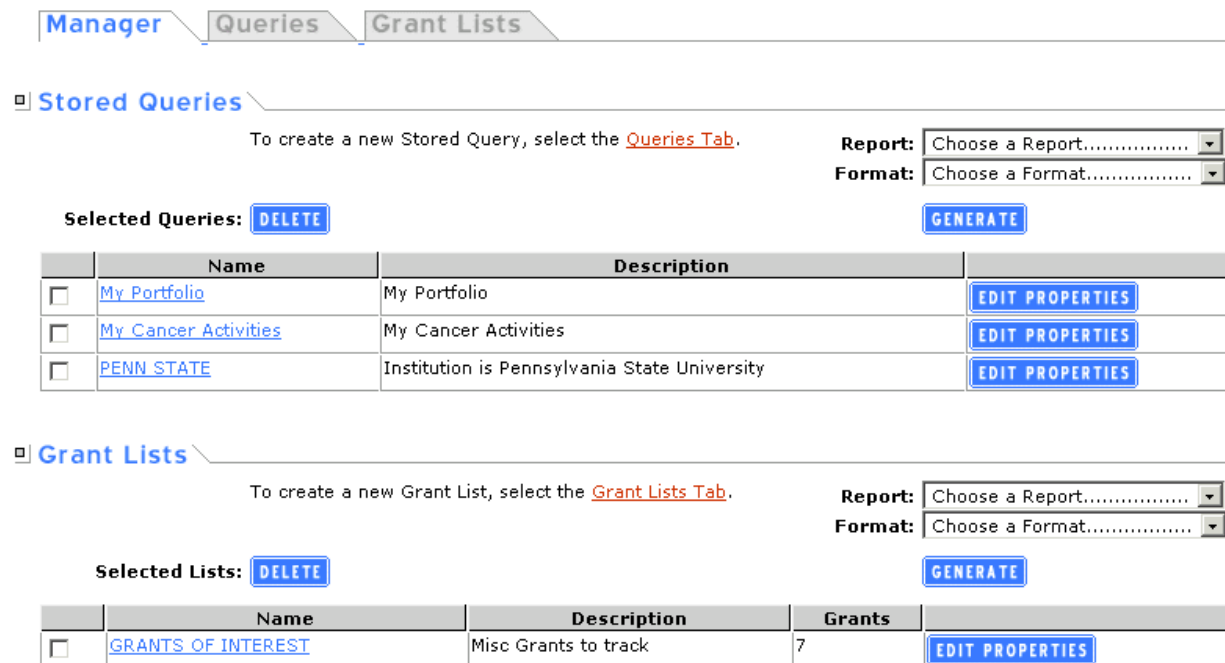 Manager Queries Grant Lists
Stored Queries
To create a new Stored Query, select the Queries Tab.
Report: Choose a Report.................
Format: Choose a Format.................
Selected Queries: DELETE GENERATE
Name Description
My Portfolio My Portfolio EDIT PROPERTIES
My Cancer Activities My Cancer Activities EDIT PROPERTIES
PENN STATE Institution is Pennsylvania State University EDIT PROPERTIES
Grant Lists
To create a new Grant List, select the Grant Lists Tab.
Report: Choose a Report.................
Format: Choose a Format.................
Selected Lists: DELETE GENERATE
Name Description Grants
GRANTS OF INTEREST Misc Grants to track 7 EDIT PROPERTIES